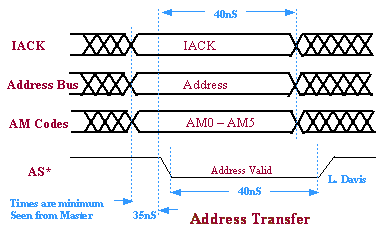 40nS
IACK IACK
Address Bus Address
AM Codes AM0 – AM5
AS* Address Valid
L. Davis
40nS
Times are minimum
Seen from Master
35nS
Address Transfer